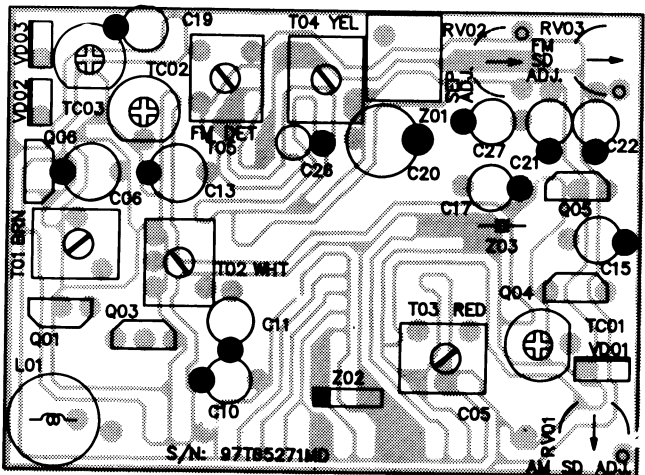 C19
T04 YEL
RV02
RV03
VD03
TC02
FM
SD
ADJ.
SEP.
ADJ.
VD02
TC03
Z01
FM DET
T05
Q06
C26
C20
C27
C21
C22
C06
C13
C17
Q05
T01 BRN
T02 WHT
Z03
C15
Q04
Q01
Q03
C11
T03 RED
TC01
VD01
L01
Z02
C10
C05
RV01
S/N: 97T85271MD
AM SD ADJ